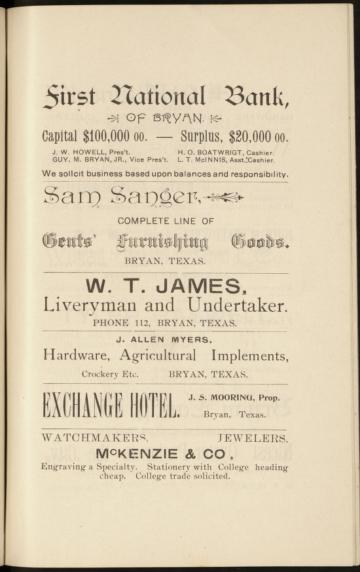 First National Bank,
OF BRYAN.
Capital $100,000 00. — Surplus, $20,000 00.
J. W. HOWELL, Pres't. H. O. BOATWRIGT, Cashier.
GUY. M. BRYAN, JR., Vice Pres't. L. T. McINNIS, Asst. Cashier.
We solicit business based upon balances and responsibility.
Sam Sanger,
COMPLETE LINE OF
Gents' Furnishing Goods.
BRYAN, TEXAS.
W. T. JAMES,
Liveryman and Undertaker.
PHONE 112, BRYAN, TEXAS.
J. ALLEN MYERS,
Hardware, Agricultural Implements,
Crockery Etc. BRYAN, TEXAS.
EXCHANGE HOTEL. J. S. MOORING, Prop.
Bryan, Texas.
WATCHMAKERS. JEWELERS.
McKENZIE & CO.,
Engraving a Specialty. Stationery with College heading
cheap. College trade solicited.